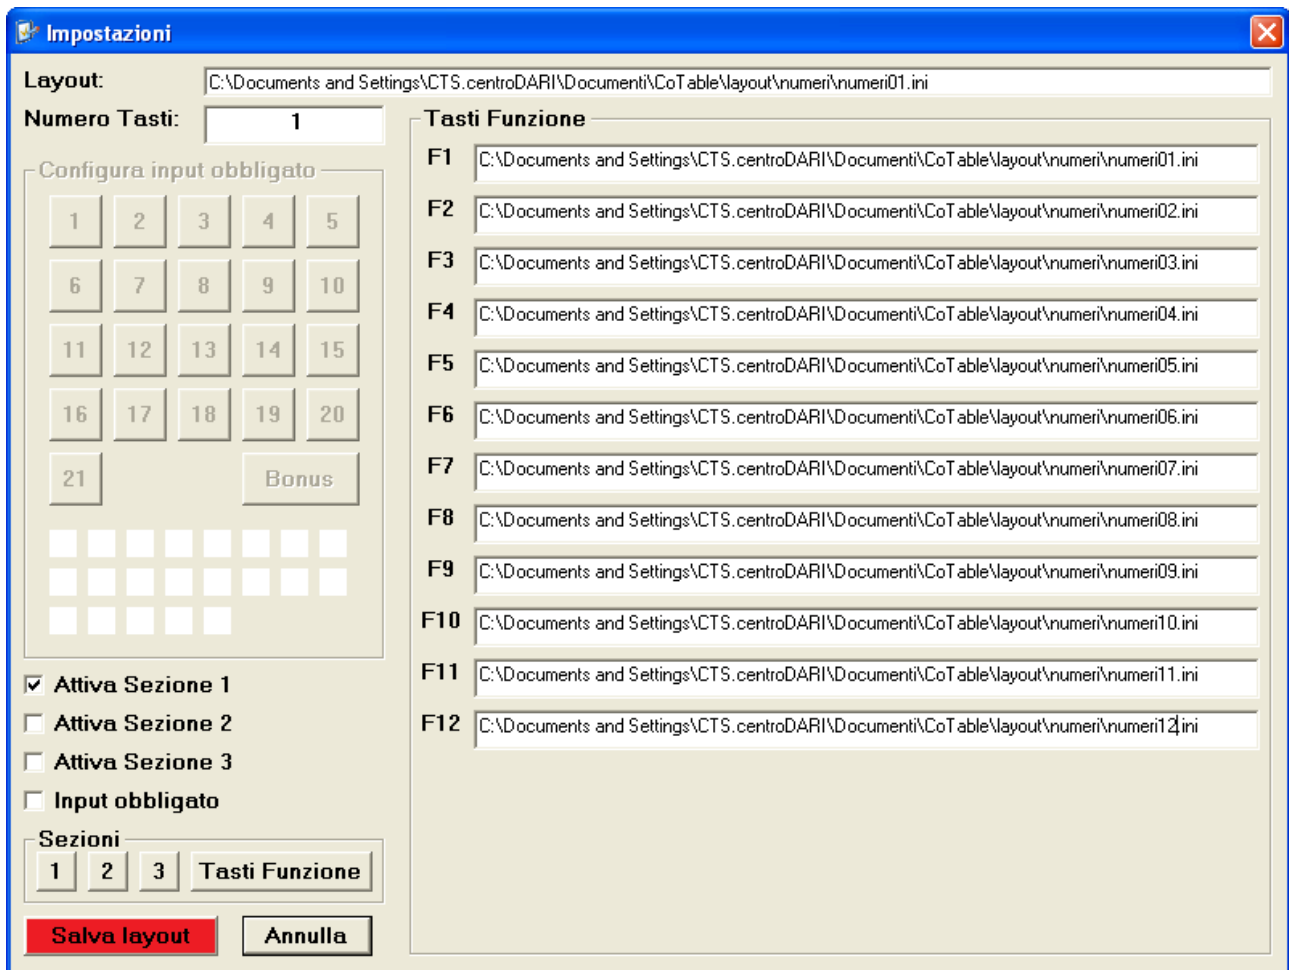 Impostazioni
Layout: C:\Documents and Settings\CTS.centroDARI\Documenti\CoTable\layout\numeri\numeri01.ini
Numero Tasti: 1
Configura input obbligato
1 2 3 4 5
6 7 8 9 10
11 12 13 14 15
16 17 18 19 20
21 Bonus
Attiva Sezione 1
Attiva Sezione 2
Attiva Sezione 3
Input obbligato
Sezioni
1 2 3 Tasti Funzione
Salva layout Annulla
Tasti Funzione
F1 C:\Documents and Settings\CTS.centroDARI\Documenti\CoTable\layout\numeri\numeri01.ini
F2 C:\Documents and Settings\CTS.centroDARI\Documenti\CoTable\layout\numeri\numeri02.ini
F3 C:\Documents and Settings\CTS.centroDARI\Documenti\CoTable\layout\numeri\numeri03.ini
F4 C:\Documents and Settings\CTS.centroDARI\Documenti\CoTable\layout\numeri\numeri04.ini
F5 C:\Documents and Settings\CTS.centroDARI\Documenti\CoTable\layout\numeri\numeri05.ini
F6 C:\Documents and Settings\CTS.centroDARI\Documenti\CoTable\layout\numeri\numeri06.ini
F7 C:\Documents and Settings\CTS.centroDARI\Documenti\CoTable\layout\numeri\numeri07.ini
F8 C:\Documents and Settings\CTS.centroDARI\Documenti\CoTable\layout\numeri\numeri08.ini
F9 C:\Documents and Settings\CTS.centroDARI\Documenti\CoTable\layout\numeri\numeri09.ini
F10 C:\Documents and Settings\CTS.centroDARI\Documenti\CoTable\layout\numeri\numeri10.ini
F11 C:\Documents and Settings\CTS.centroDARI\Documenti\CoTable\layout\numeri\numeri11.ini
F12 C:\Documents and Settings\CTS.centroDARI\Documenti\CoTable\layout\numeri\numeri12.ini